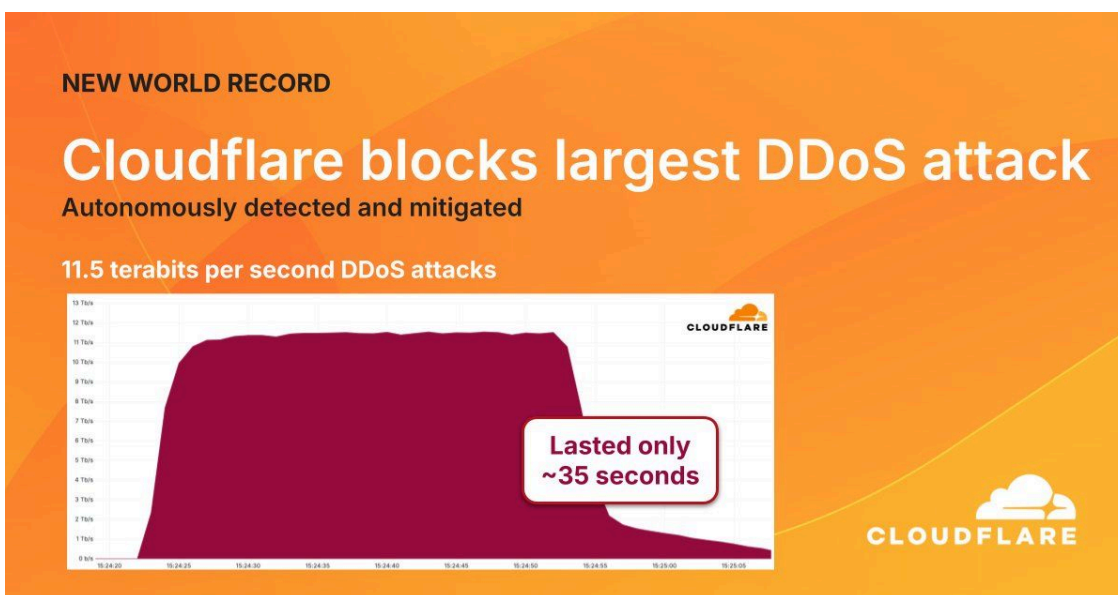 NEW WORLD RECORD
Cloudflare blocks largest DDoS attack
Autonomously detected and mitigated
11.5 terabits per second DDoS attacks
13 Tb/s
CLOUDFLARE
12 Tb/s
11 Tb/s
10 Tb/s
9 Tb/s
8 Tb/s
7 Tb/s
6 Tb/s
5 Tb/s
4 Tb/s
3 Tb/s
2 Tb/s
1 Tb/s
0 b/s
Lasted only
~35 seconds
15:24:20 15:24:25 15:24:30 15:24:35 15:24:40 15:24:45 15:24:50 15:24:55 15:25:00 15:25:05
CLOUDFLARE